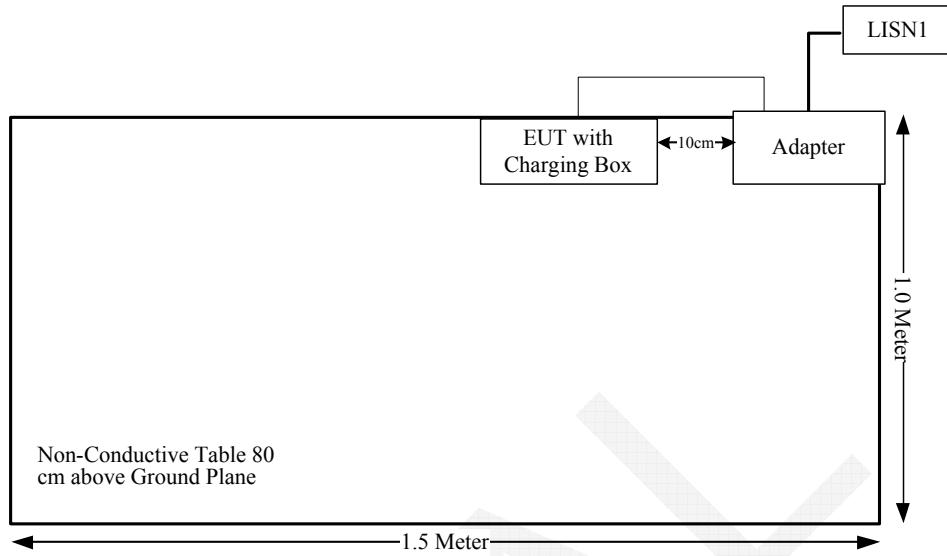 LISN1
EUT with
Charging Box
10cm
Adapter
1.0 Meter
Non-Conductive Table 80
cm above Ground Plane
1.5 Meter